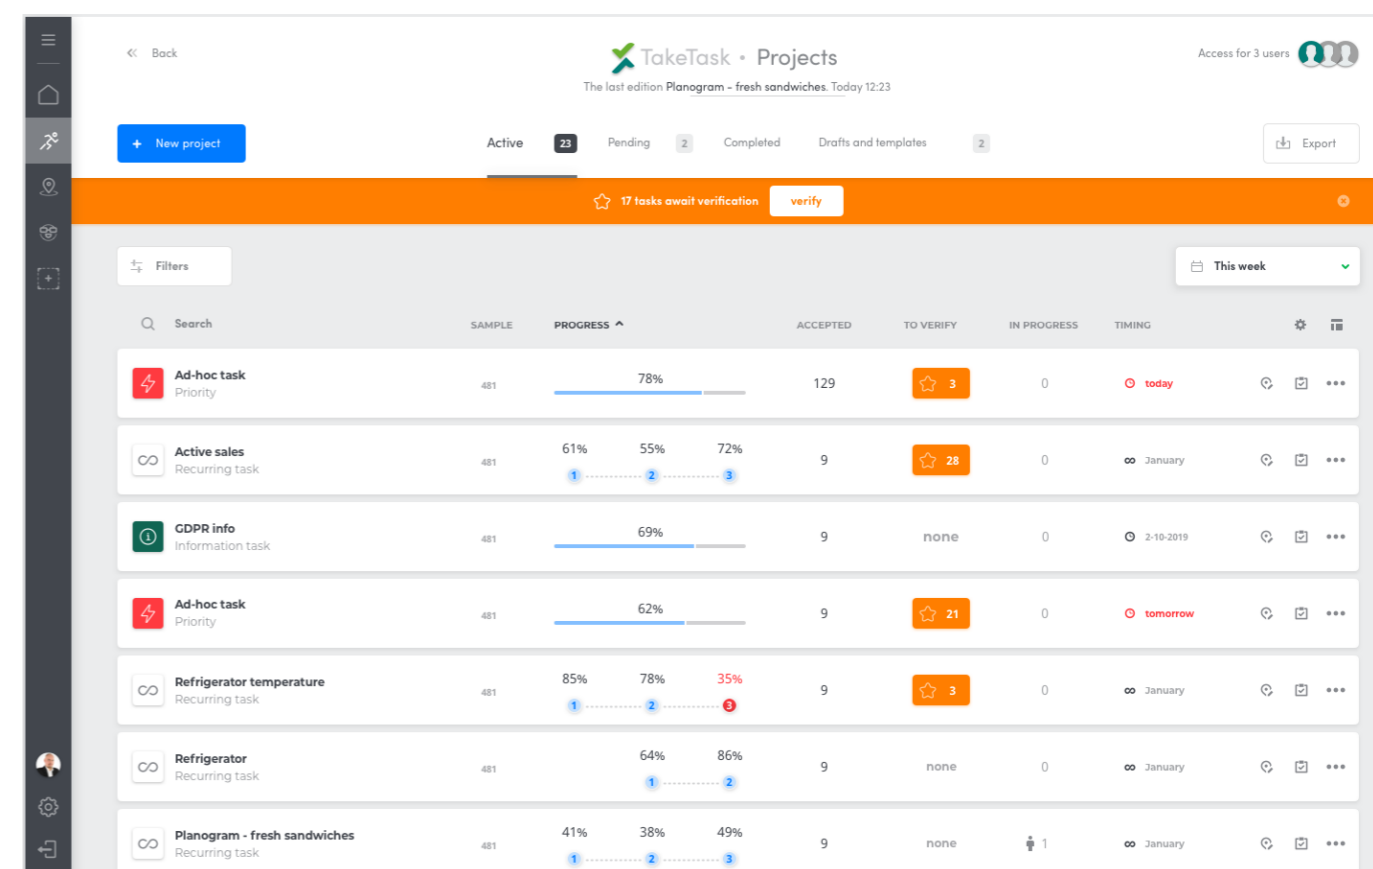 Back
TakeTask • Projects
Access for 3 users
The last edition Planogram - fresh sandwiches. Today 12:23
+ New project
Active 23 Pending 2 Completed Drafts and templates 2
Export
17 tasks await verification verify
Filters
This week
Search SAMPLE PROGRESS ACCEPTED TO VERIFY IN PROGRESS TIMING
Ad-hoc task
Priority
481 78% 129 3 0 today
Active sales
Recurring task
481 61% 55% 72% 9 28 0 January
1 2 3
GDPR info
Information task
481 69% 9 none 0 2-10-2019
Ad-hoc task
Priority
481 62% 9 21 0 tomorrow
Refrigerator temperature
Recurring task
481 85% 78% 35% 9 3 0 January
1 2 3
Refrigerator
Recurring task
481 64% 86% 9 none 0 January
1 2
Planogram - fresh sandwiches
Recurring task
481 41% 38% 49% 9 none 1 January
1 2 3